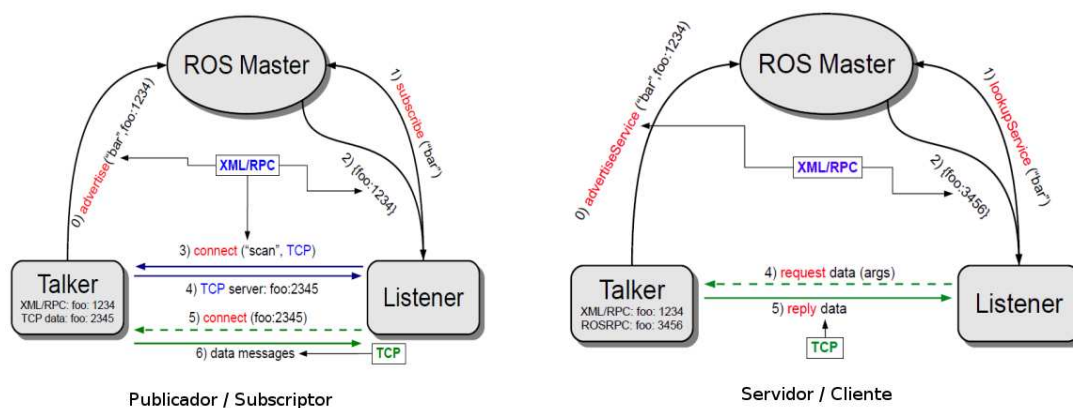 ROS Master
0) advertise("bar",foo:1234)
1) subscribe ("bar")
XML/RPC
2) {foo:1234}
3) connect ("scan", TCP)
Talker
XML/RPC: foo: 1234
TCP data: foo: 2345
4) TCP server: foo:2345
Listener
5) connect (foo:2345)
6) data messages
TCP
Publicador / Subscriptor
ROS Master
0) advertiseService ("bar",foo:1234)
1) lookupService ("bar")
XML/RPC
2) {foo:3456}
Talker
XML/RPC: foo: 1234
ROSRPC: foo: 3456
4) request data (args)
5) reply data
Listener
TCP
Servidor / Cliente